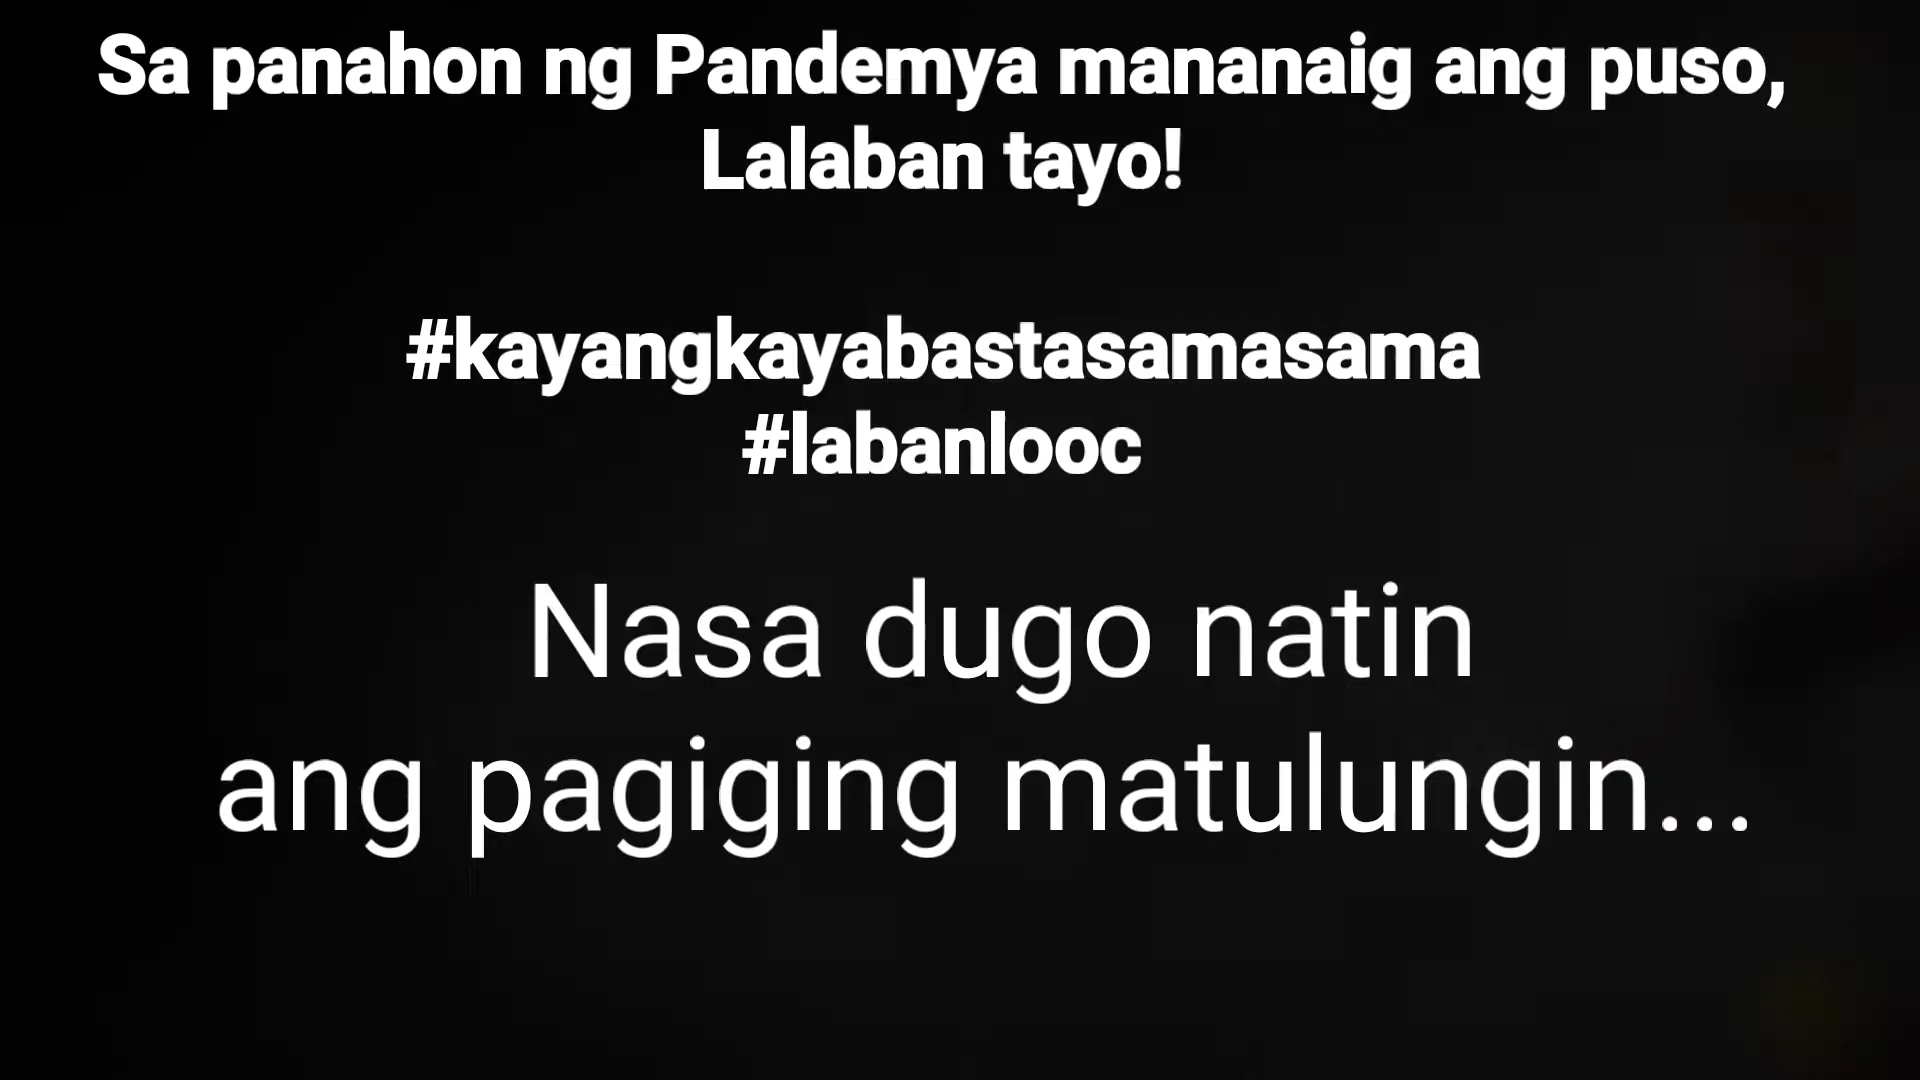 Sa panahon ng Pandemya mananaig ang puso,
Lalaban tayo!
#kayangkayabastasamasama
#labanlooc
Nasa dugo natin
ang pagiging matulungin...